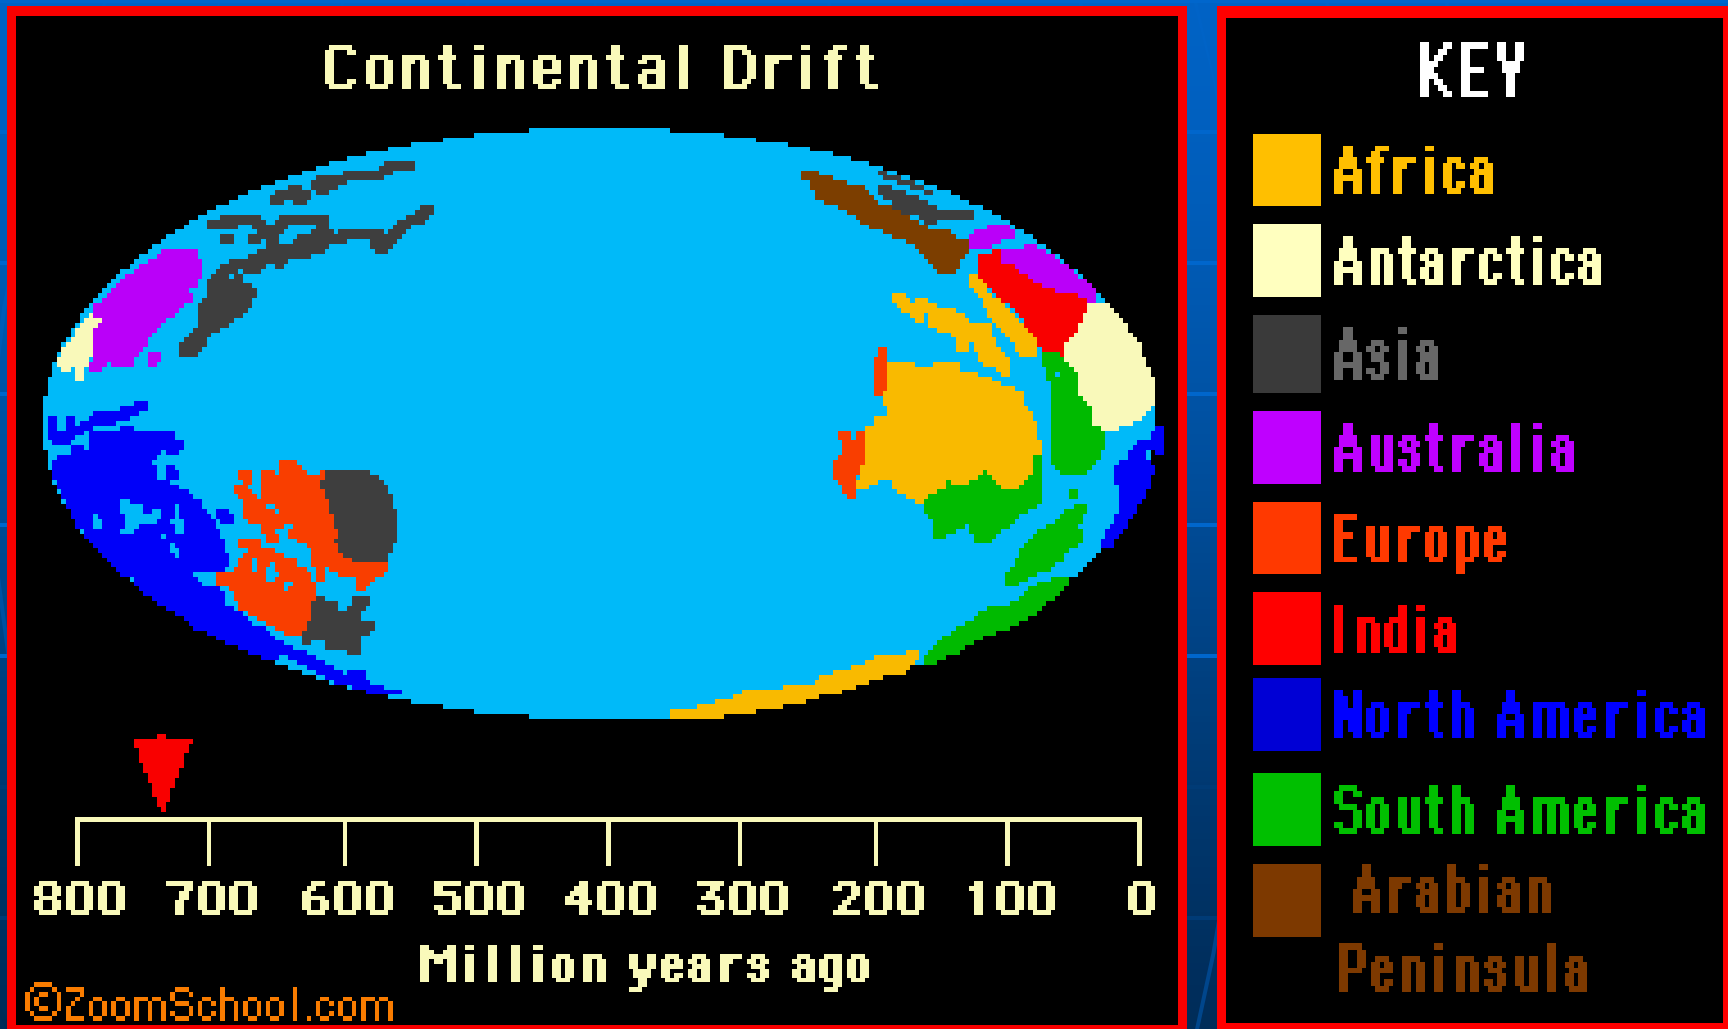 Continental Drift
800 700 600 500 400 300 200 100 0
Million years ago
©ZoomSchool.com
KEY
Africa
Antarctica
Asia
Australia
Europe
India
North America
South America
Arabian
Peninsula